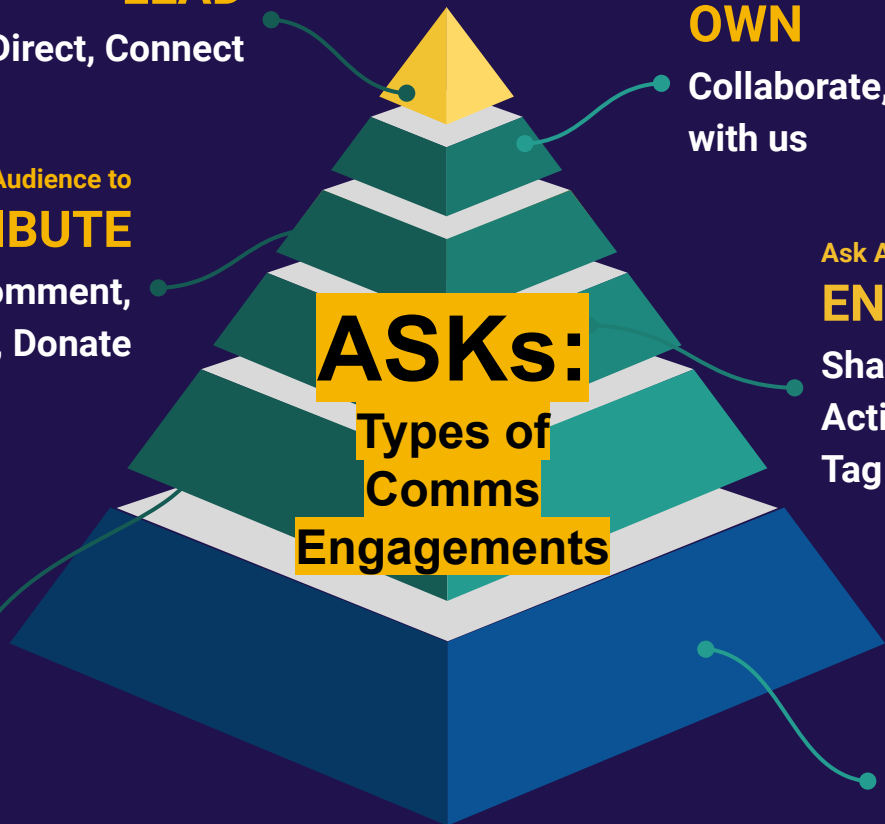 LEAD
Direct, Connect
OWN
Collaborate,
with us
Audience to
IBUTE
omment,
, Donate
Ask A
EN
Sha
Acti
Tag
ASKs:
Types of
Comms
Engagements